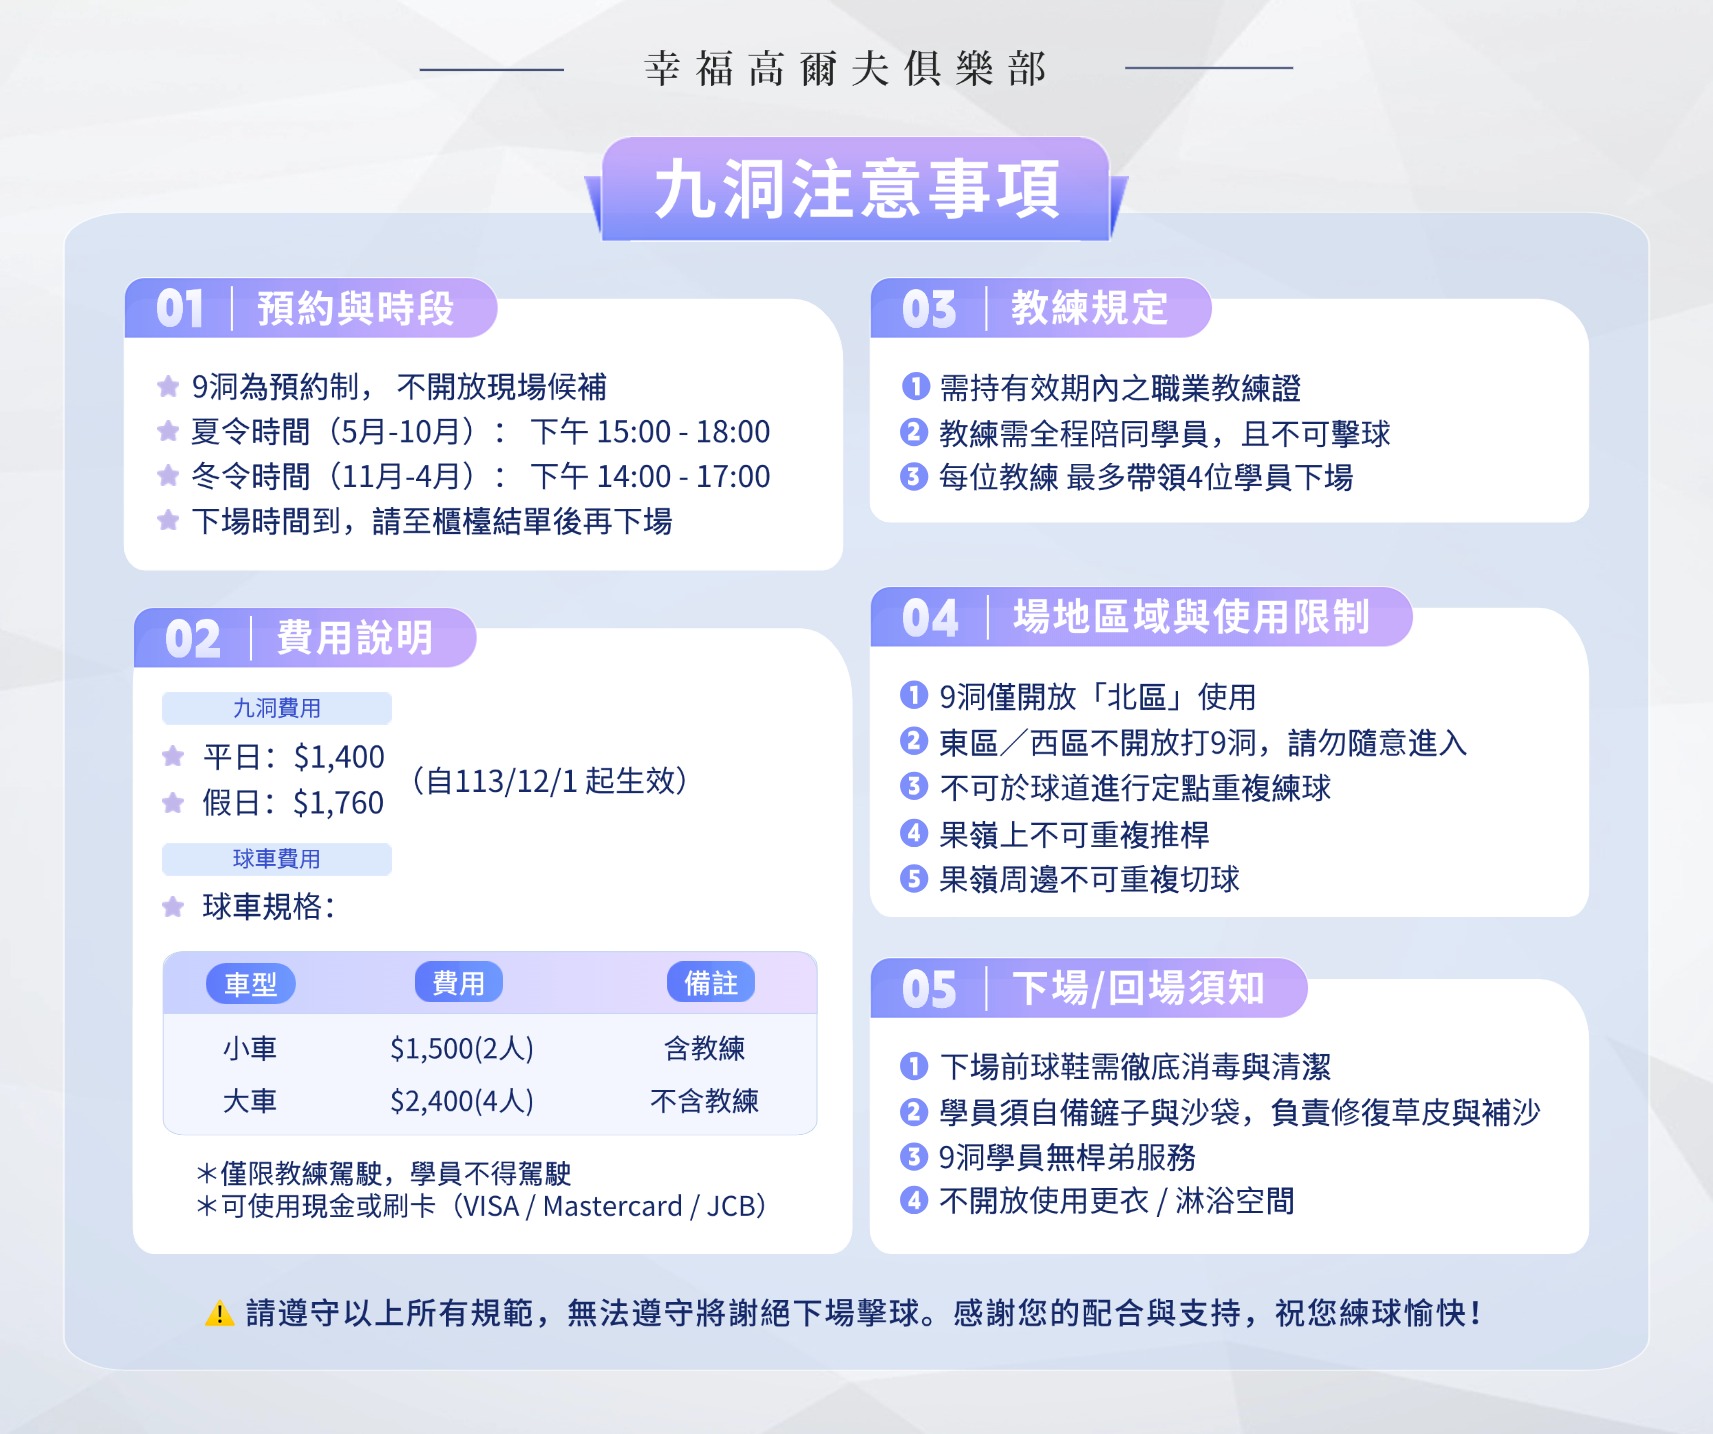 幸福高爾夫俱樂部
九洞注意事項
01 預約與時段
9洞為預約制， 不開放現場候補
夏令時間（5月-10月）： 下午 15:00 - 18:00
冬令時間（11月-4月）： 下午 14:00 - 17:00
下場時間到，請至櫃檯結單後再下場
02 費用說明
九洞費用
平日：$1,400
假日：$1,760
（自113/12/1 起生效）
球車費用
球車規格：
車型 費用 備註
小車 $1,500(2人) 含教練
大車 $2,400(4人) 不含教練
＊僅限教練駕駛，學員不得駕駛
＊可使用現金或刷卡（VISA / Mastercard / JCB）
03 教練規定
1 需持有效期內之職業教練證
2 教練需全程陪同學員，且不可擊球
3 每位教練 最多帶領4位學員下場
04 場地區域與使用限制
1 9洞僅開放「北區」使用
2 東區／西區不開放打9洞，請勿隨意進入
3 不可於球道進行定點重複練球
4 果嶺上不可重複推桿
5 果嶺周邊不可重複切球
05 下場/回場須知
1 下場前球鞋需徹底消毒與清潔
2 學員須自備鏟子與沙袋，負責修復草皮與補沙
3 9洞學員無桿弟服務
4 不開放使用更衣 / 淋浴空間
⚠️ 請遵守以上所有規範，無法遵守將謝絕下場擊球。感謝您的配合與支持，祝您練球愉快！